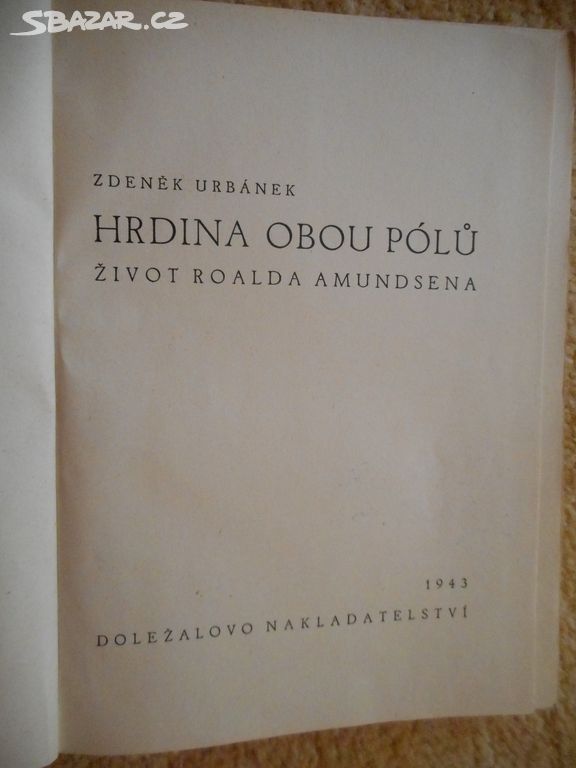 SBAZAR.CZ
ZDENĚK URBÁNEK
HRDINA OBOU PÓLŮ
ŽIVOT ROALDA AMUNDSENA
1943
DOLEŽALOVO NAKLADATELSTVÍ